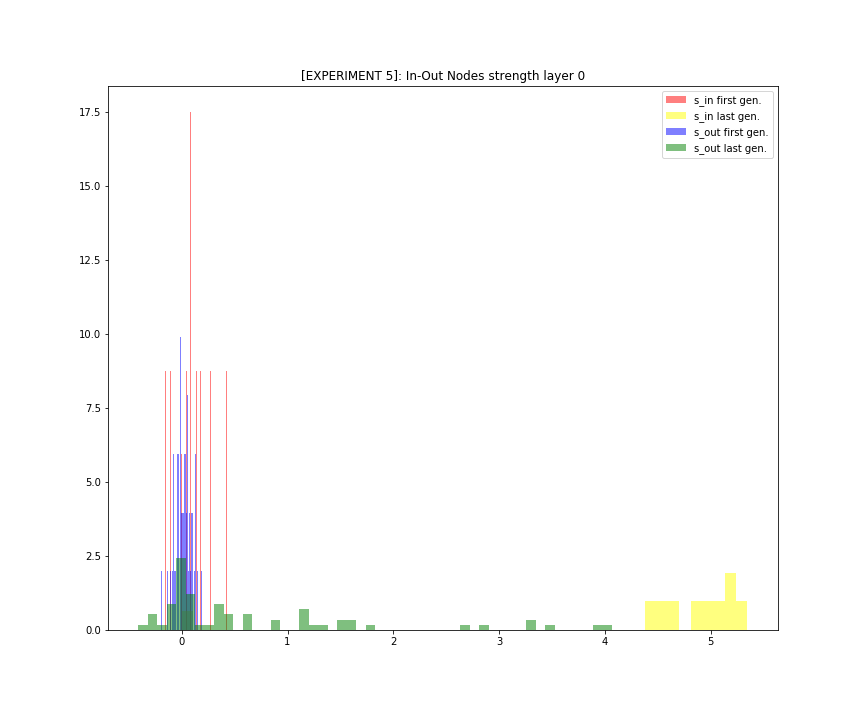 [EXPERIMENT 5]: In-Out Nodes strength layer 0
s_in first gen.
s_in last gen.
s_out first gen.
s_out last gen.
17.5
15.0
12.5
10.0
7.5
5.0
2.5
0.0
0 1 2 3 4 5